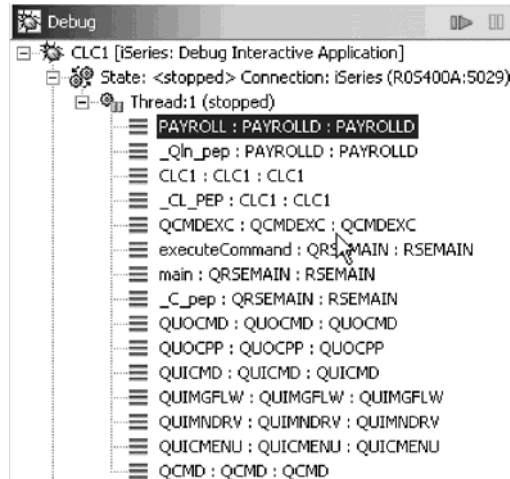 Debug
CLC1 [iSeries: Debug Interactive Application]
State: <stopped> Connection: iSeries (R0S400A:5029)
Thread:1 (stopped)
PAYROLL : PAYROLLD : PAYROLLD
_Qln_pep : PAYROLLD : PAYROLLD
CLC1 : CLC1 : CLC1
_CL_PEP : CLC1 : CLC1
QCMDEXC : QCMDEXC : QCMDEXC
executeCommand : QRSEMAIN : RSEMAIN
main : QRSEMAIN : RSEMAIN
_C_pep : QRSEMAIN : RSEMAIN
QUOCMD : QUOCMD : QUOCMD
QUOCPP : QUOCPP : QUOCPP
QUICMD : QUICMD : QUICMD
QUIMGFLW : QUIMGFLW : QUIMGFLW
QUIMNDRV : QUIMNDRV : QUIMNDRV
QUICMENU : QUICMENU : QUICMENU
QCMD : QCMD : QCMD